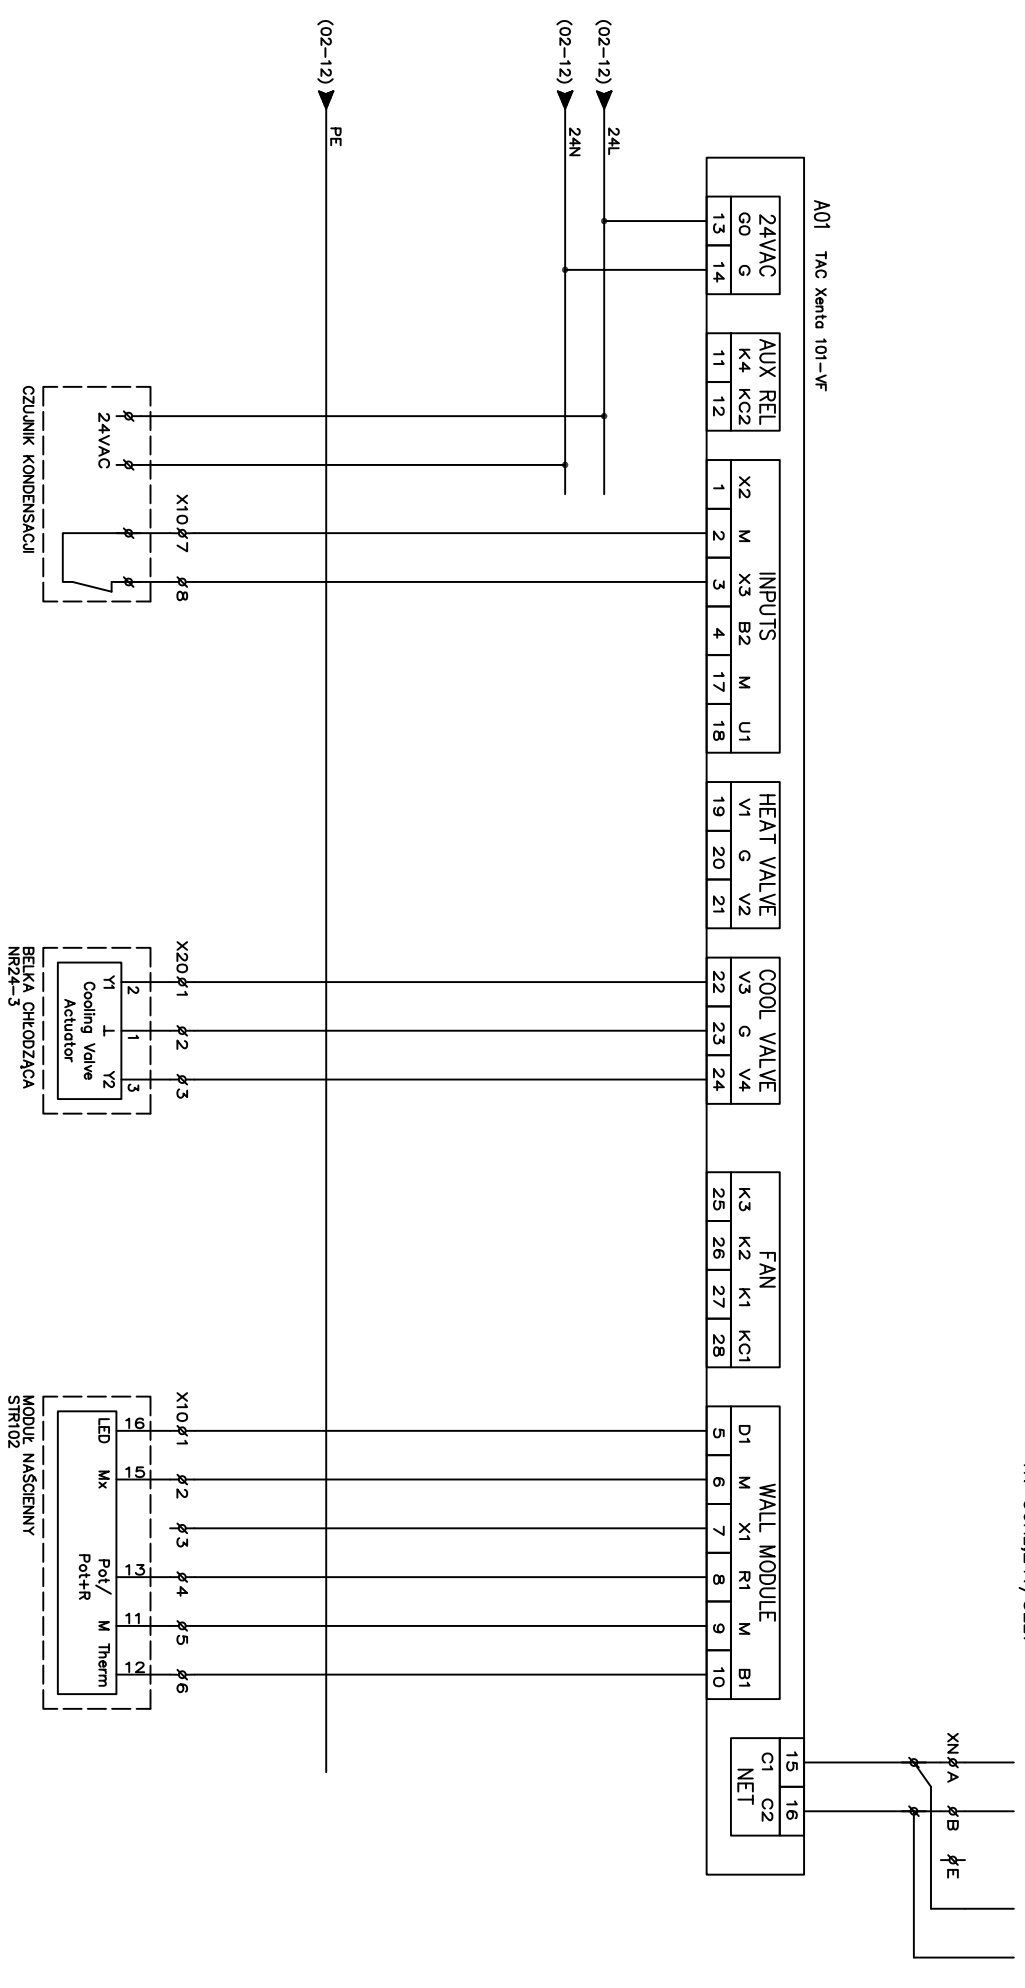 A01 TAC Xenta 101-VF
24VAC
G0 G
13 14
AUX REL
K4 KC2
11 12
INPUTS
X2 M X3 B2 M U1
1 2 3 4 17 18
HEAT VALVE
V1 G V2
19 20 21
COOL VALVE
V3 G V4
22 23 24
FAN
K3 K2 K1 KC1
25 26 27 28
WALL MODULE
D1 M X1 R1 M B1
5 6 7 8 9 10
15 16
C1 C2
NET
XN A B E
(02-12) 24L
(02-12) 24N
(02-12) PE
X10 7 8
24VAC
CZUJNIK KONDENSACJI
X20 1 2 3
2 1 3
Y1 ⊥ Y2
Cooling Valve
Actuator
BELKA CHŁODZĄCA
NR24-3
X10 1 2 3 4 5 6
16 15 13 11 12
LED Mx Pot/ M Therm
Pot+R
MODUŁ NAŚCIENNY
STR102